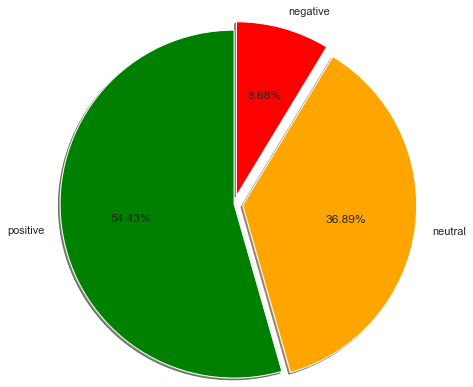 negative
8.68%
54.43%
36.89%
positive
neutral